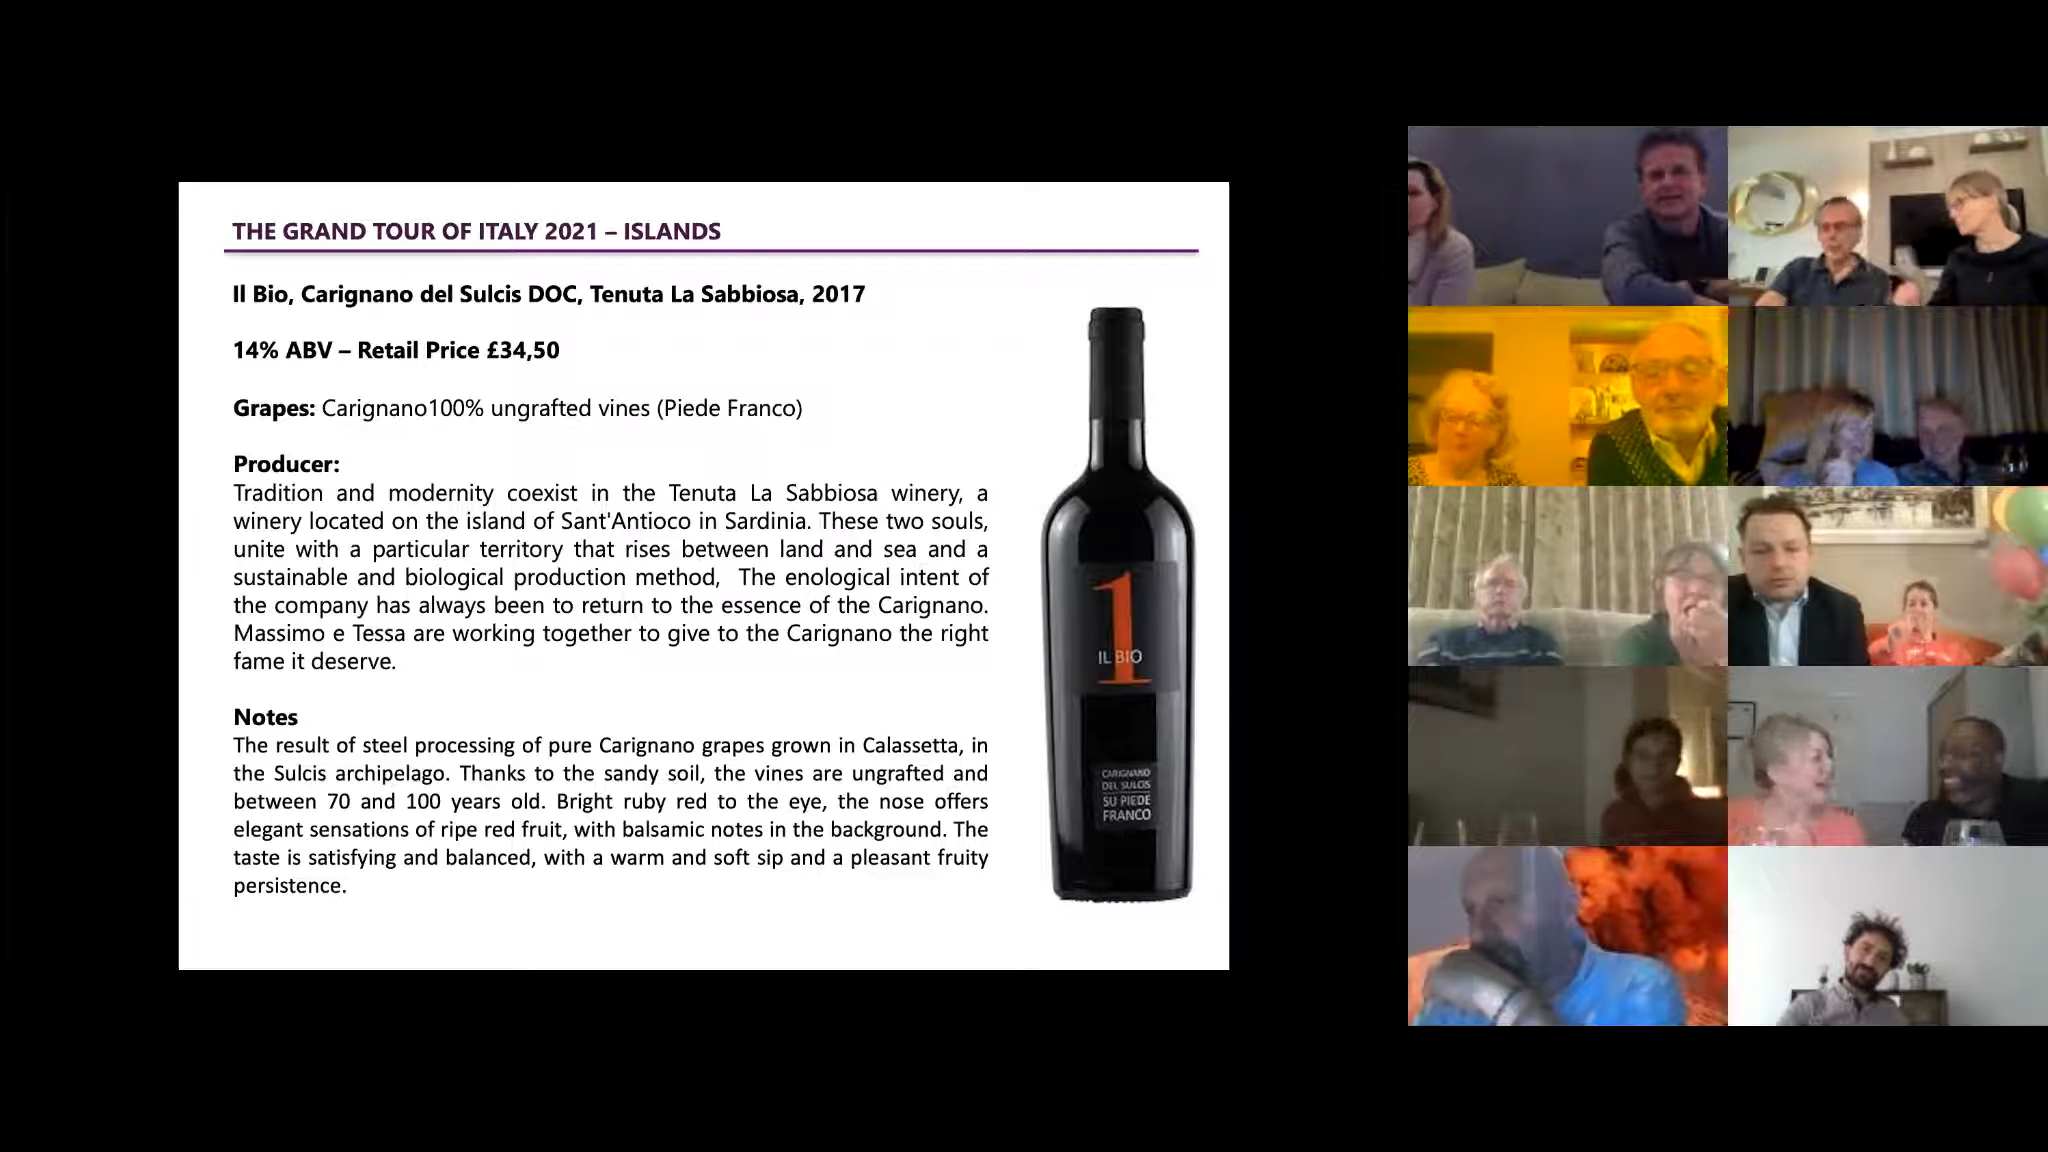 THE GRAND TOUR OF ITALY 2021 – ISLANDS
Il Bio, Carignano del Sulcis DOC, Tenuta La Sabbiosa, 2017
14% ABV – Retail Price £34,50
Grapes: Carignano100% ungrafted vines (Piede Franco)
Producer:
Tradition and modernity coexist in the Tenuta La Sabbiosa winery, a
winery located on the island of Sant'Antioco in Sardinia. These two souls,
unite with a particular territory that rises between land and sea and a
sustainable and biological production method,  The enological intent of
the company has always been to return to the essence of the Carignano.
Massimo e Tessa are working together to give to the Carignano the right
fame it deserve.
Notes
The result of steel processing of pure Carignano grapes grown in Calassetta, in
the Sulcis archipelago. Thanks to the sandy soil, the vines are ungrafted and
between 70 and 100 years old. Bright ruby red to the eye, the nose offers
elegant sensations of ripe red fruit, with balsamic notes in the background. The
taste is satisfying and balanced, with a warm and soft sip and a pleasant fruity
persistence.
1
IL BIO
CARIGNANO
DEL SULCIS
SU PIEDE
FRANCO